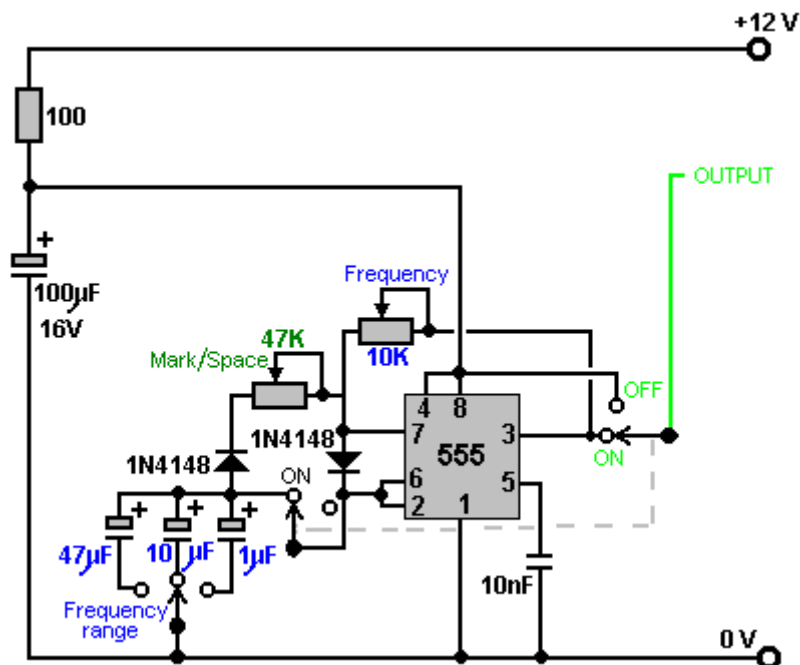 +12 V
100
OUTPUT
+
100µF
16V
Frequency
47K
10K
Mark/Space
OFF
4 8
1N4148
7
3
555
ON
1N4148
ON
6
5
2
1
+ + +
47µF
10 µF
1µF
10nF
Frequency
range
0 V